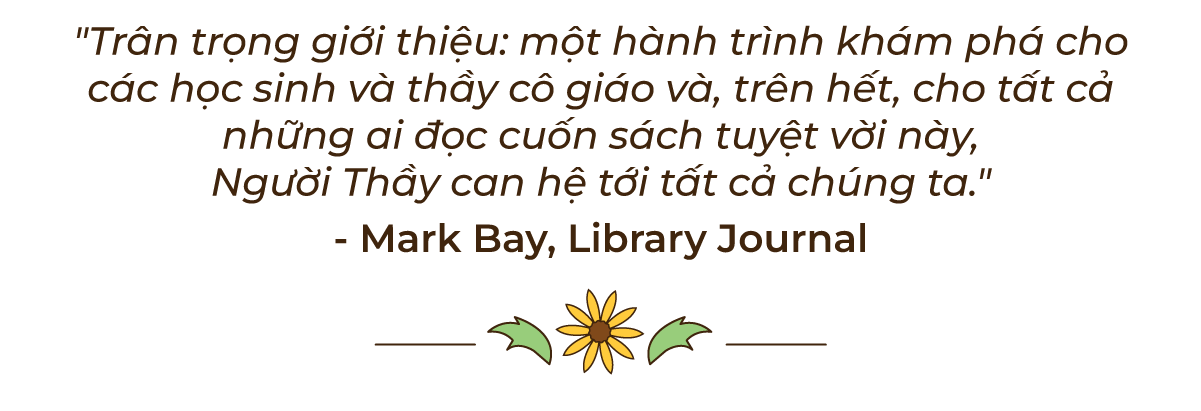 "Trân trọng giới thiệu: một hành trình khám phá cho
các học sinh và thầy cô giáo và, trên hết, cho tất cả
những ai đọc cuốn sách tuyệt vời này,
Người Thầy can hệ tới tất cả chúng ta."
- Mark Bay, Library Journal